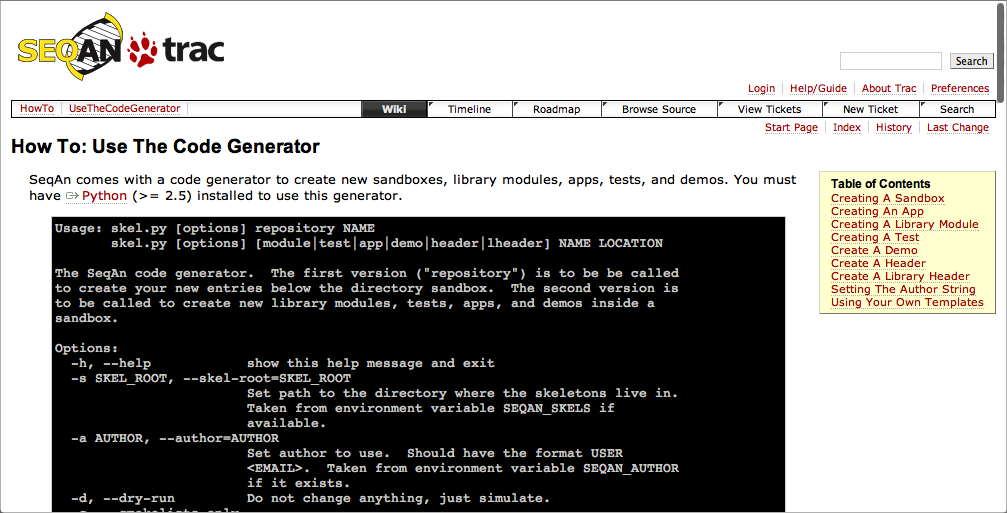 SEQAN trac
Search
Login Help/Guide About Trac Preferences
HowTo UseTheCodeGenerator Wiki Timeline Roadmap Browse Source View Tickets New Ticket Search
Start Page Index History Last Change
How To: Use The Code Generator
SeqAn comes with a code generator to create new sandboxes, library modules, apps, tests, and demos. You must
have Python (>= 2.5) installed to use this generator.
Table of Contents
Creating A Sandbox
Creating An App
Creating A Library Module
Creating A Test
Create A Demo
Create A Header
Create A Library Header
Setting The Author String
Using Your Own Templates
Usage: skel.py [options] repository NAME
skel.py [options] [module|test|app|demo|header|lheader] NAME LOCATION
The SeqAn code generator.  The first version ("repository") is to be be called
to create your new entries below the directory sandbox.  The second version is
to be called to create new library modules, tests, apps, and demos inside a
sandbox.
Options:
-h, --help show this help message and exit
-s SKEL_ROOT, --skel-root=SKEL_ROOT
Set path to the directory where the skeletons live in.
Taken from environment variable SEQAN_SKELS if
available.
-a AUTHOR, --author=AUTHOR
Set author to use.  Should have the format USER
<EMAIL>.  Taken from environment variable SEQAN_AUTHOR
if it exists.
-d, --dry-run Do not change anything, just simulate.